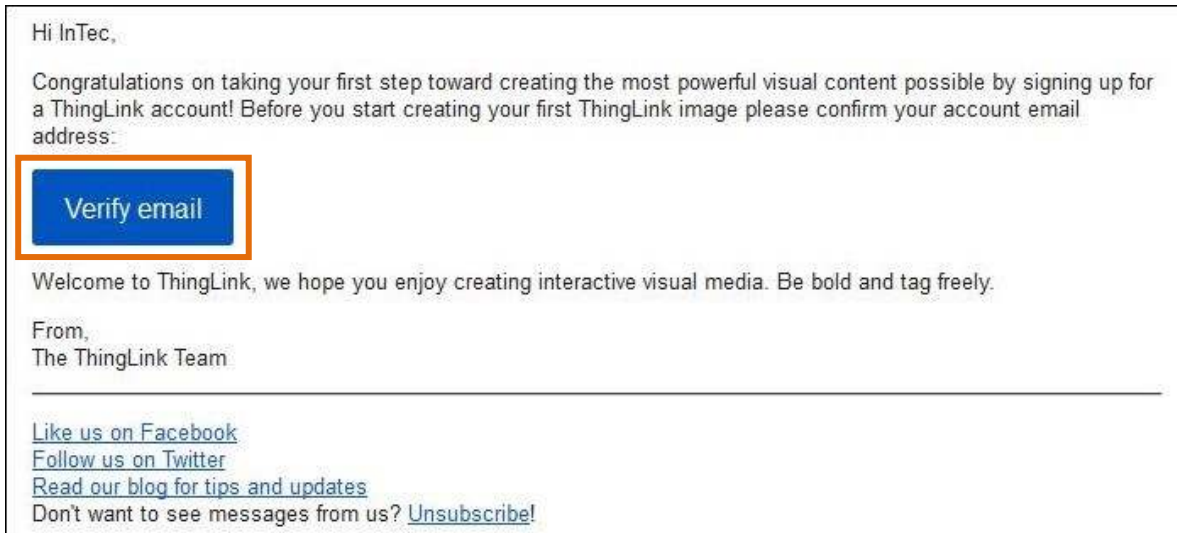 Hi InTec,
Congratulations on taking your first step toward creating the most powerful visual content possible by signing up for
a ThingLink account! Before you start creating your first ThingLink image please confirm your account email
address:
Verify email
Welcome to ThingLink, we hope you enjoy creating interactive visual media. Be bold and tag freely.
From,
The ThingLink Team
Like us on Facebook
Follow us on Twitter
Read our blog for tips and updates
Don't want to see messages from us? Unsubscribe!